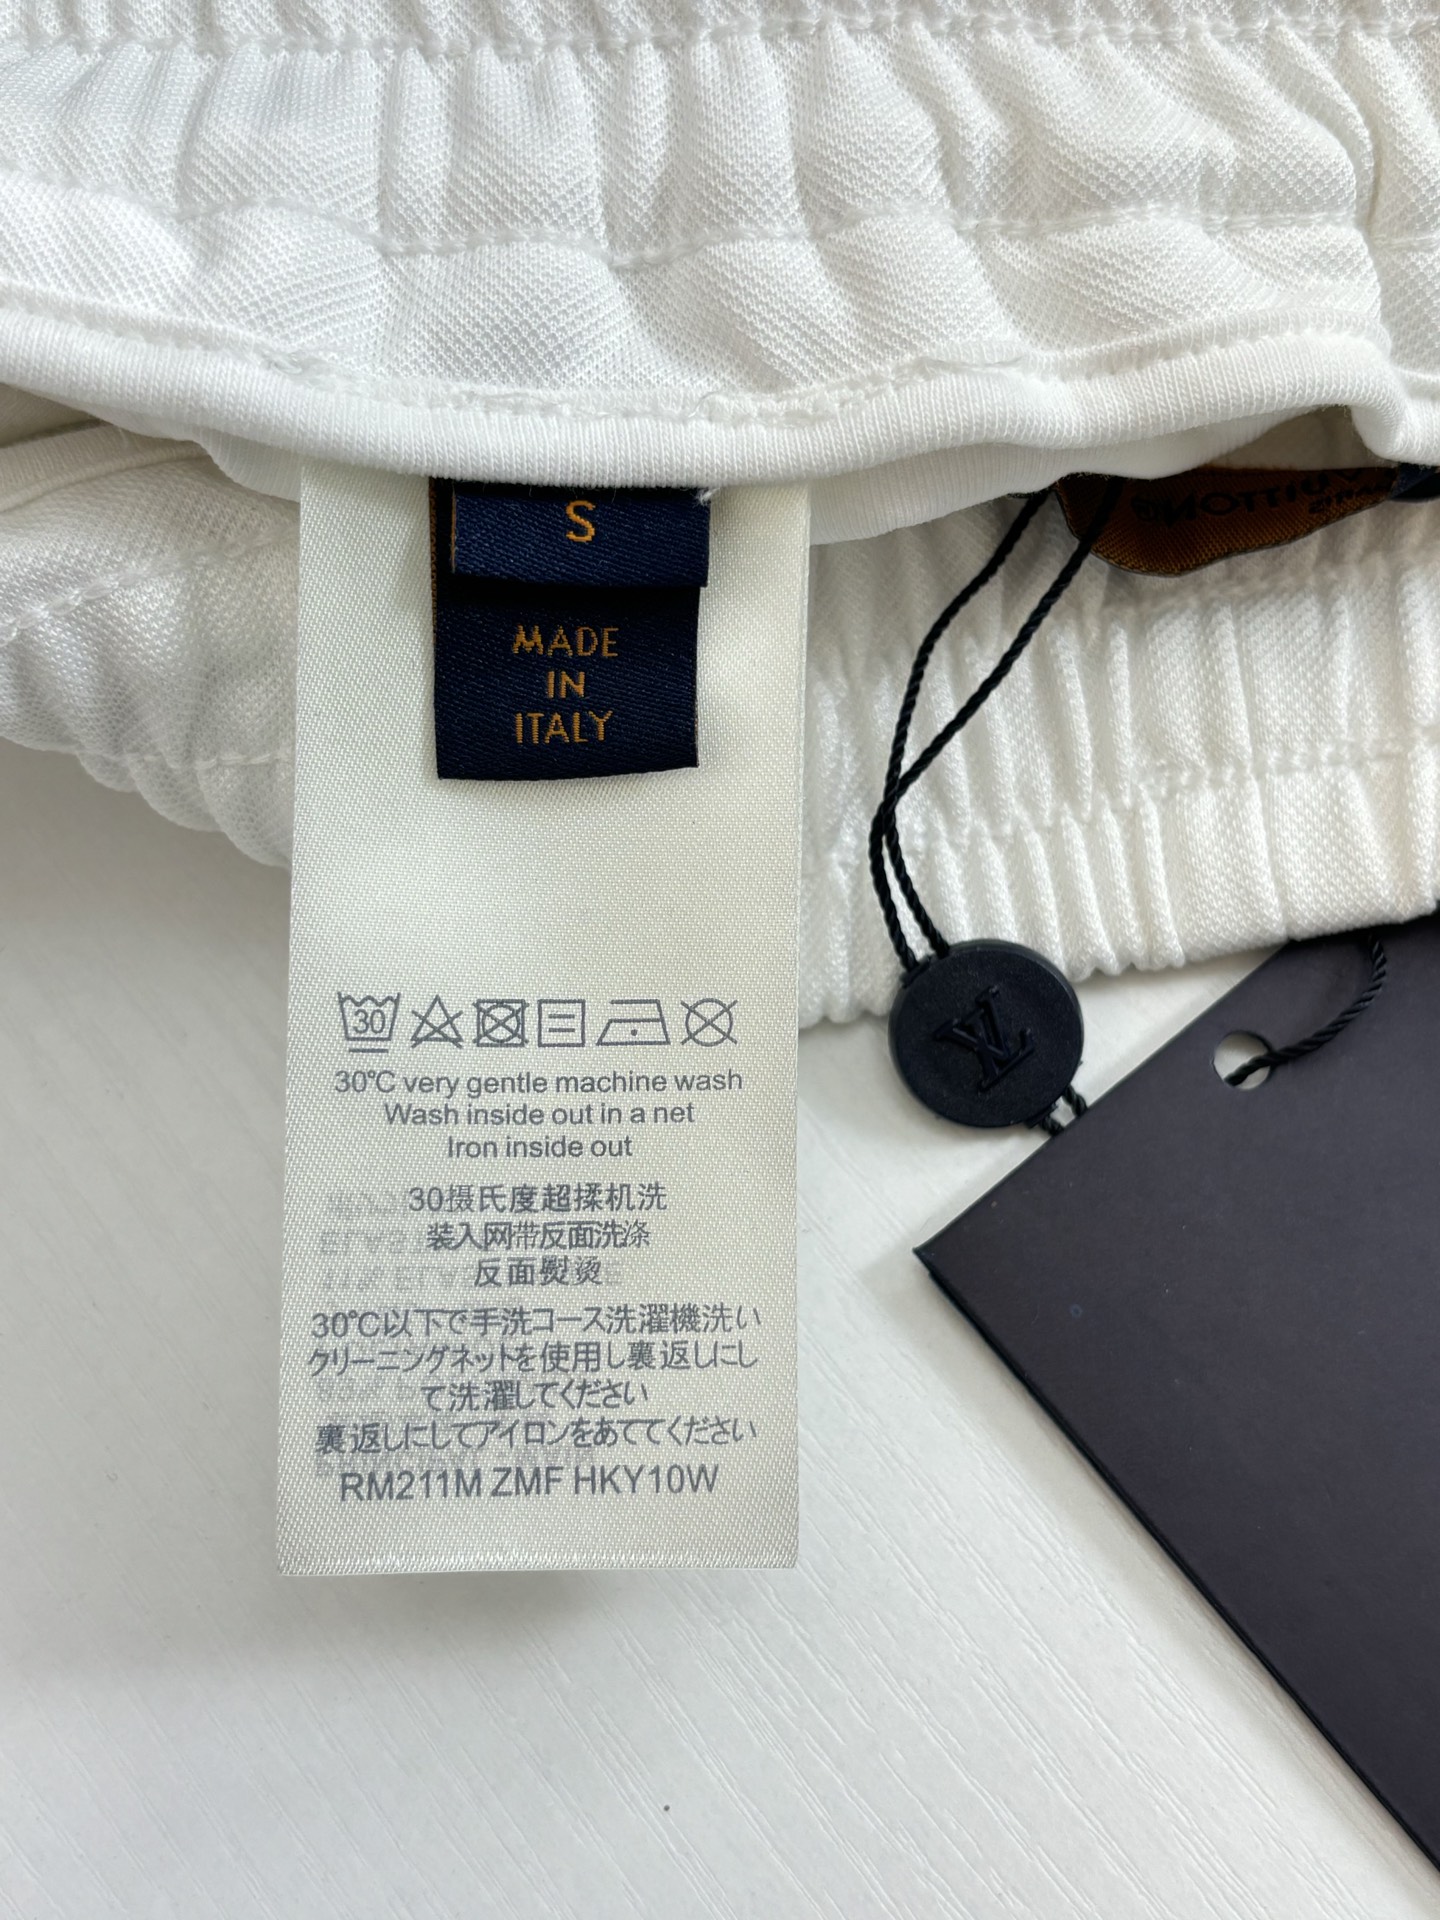 S
MADE
IN
ITALY
30
30°C very gentle machine wash
Wash inside out in a net
Iron inside out
30摄氏度超揉机洗
装入网带反面洗涤
反面熨烫
30℃以下で手洗コース洗濯機洗い
クリーニングネットを使用し裏返しにし
て洗濯してください
裏返しにしてアイロンをあててください
RM211M ZMF HKY10W
LV